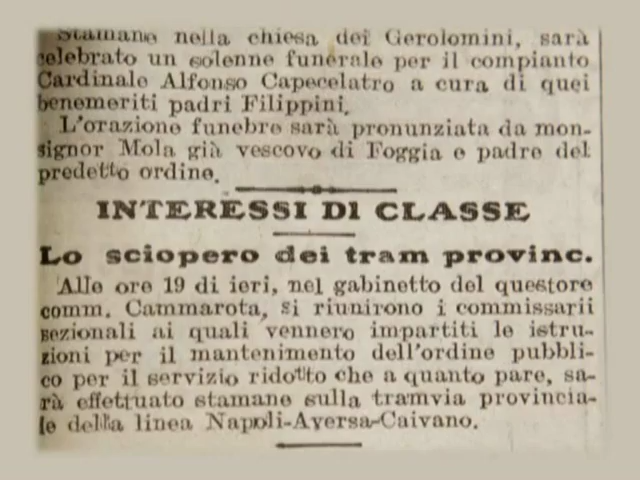 Stamane nella chiesa dei Gerolomini, sarà
celebrato un solenne funerale per il compianto
Cardinale Alfonso Capecelatro a cura di quei
benemeriti padri Filippini.
L'orazione funebre sarà pronunziata da mon-
signor Mola già vescovo di Foggia e padre del
predetto ordine.
INTERESSI DI CLASSE
Lo sciopero dei tram provinc.
Alle ore 19 di ieri, nel gabinetto del questore
comm. Cammarota, si riunirono i commissarii
sezionali ai quali vennero impartiti le istru-
zioni per il mantenimento dell'ordine pubbli-
co per il servizio ridotto che a quanto pare, sa-
rà effettuato stamane sulla tramvia provincia-
le della linea Napoli-Aversa-Caivano.